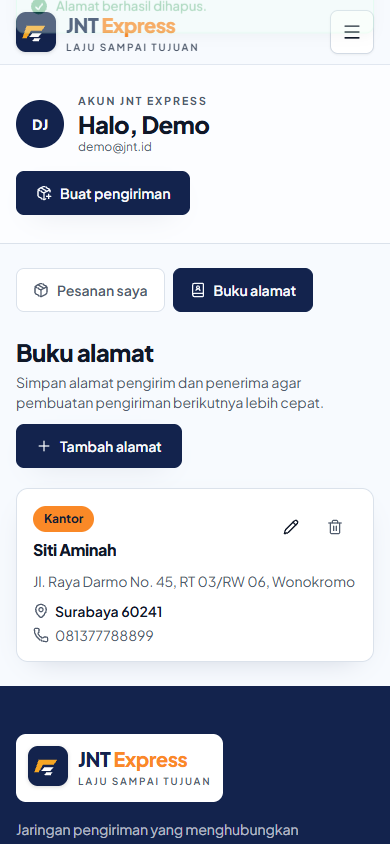 Alamat berhasil dihapus.
JNT Express
LAJU SAMPAI TUJUAN
DJ
AKUN JNT EXPRESS
Halo, Demo
demo@jnt.id
Buat pengiriman
Pesanan saya
Buku alamat
Buku alamat
Simpan alamat pengirim dan penerima agar
pembuatan pengiriman berikutnya lebih cepat.
Tambah alamat
Kantor
Siti Aminah
Jl. Raya Darmo No. 45, RT 03/RW 06, Wonokromo
Surabaya 60241
081377788899
JNT Express
LAJU SAMPAI TUJUAN
Jaringan pengiriman yang menghubungkan